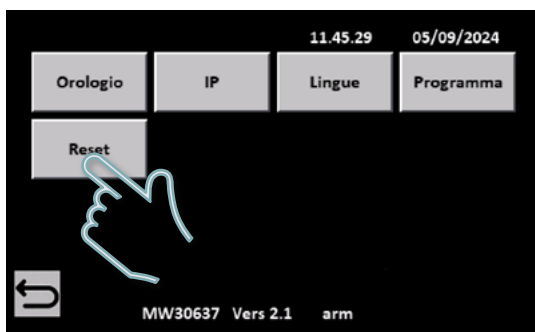 11.45.29 05/09/2024
Orologio IP Lingue Programma
Reset
MW30637 Vers 2.1 arm